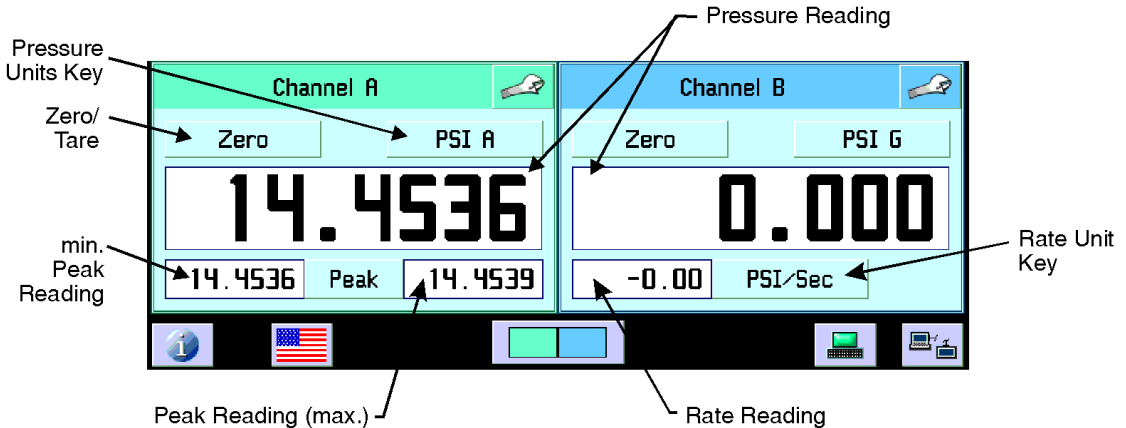 Pressure Reading
Pressure
Units Key
Zero/
Tare
Channel A
Channel B
Zero
PSI A
Zero
PSI G
14.4536
0.000
min.
Peak
Reading
14.4536
Peak
14.4539
-0.00
PSI/Sec
Rate Unit
Key
i
Peak Reading (max.)
Rate Reading